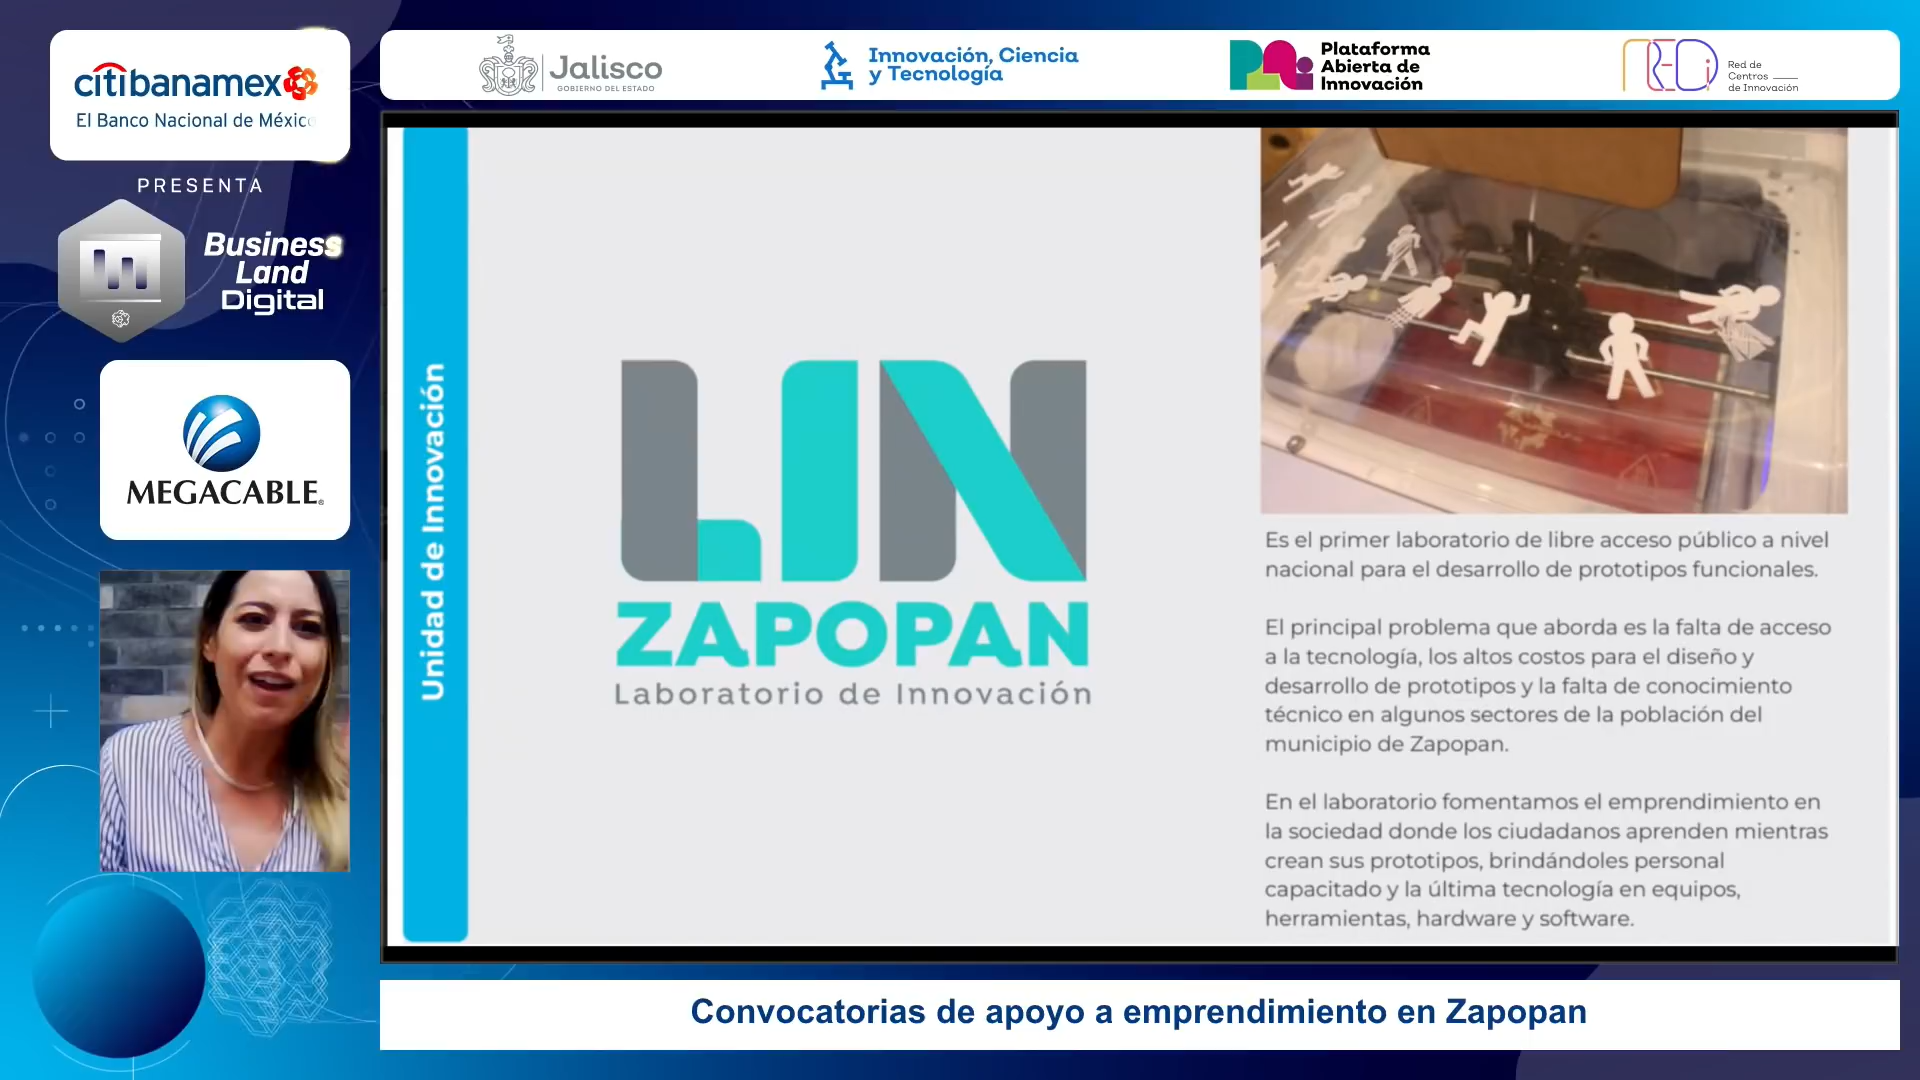 citibanamex
El Banco Nacional de México
PRESENTA
Business
Land
Digital
MEGACABLE
Jalisco
GOBIERNO DEL ESTADO
Innovación, Ciencia
y Tecnología
Plataforma
Abierta de
Innovación
REDi
Red de
Centros
de Innovación
Unidad de Innovación
LIN
ZAPOPAN
Laboratorio de Innovación
Es el primer laboratorio de libre acceso público a nivel
nacional para el desarrollo de prototipos funcionales.
El principal problema que aborda es la falta de acceso
a la tecnología, los altos costos para el diseño y
desarrollo de prototipos y la falta de conocimiento
técnico en algunos sectores de la población del
municipio de Zapopan.
En el laboratorio fomentamos el emprendimiento en
la sociedad donde los ciudadanos aprenden mientras
crean sus prototipos, brindándoles personal
capacitado y la última tecnología en equipos,
herramientas, hardware y software.
Convocatorias de apoyo a emprendimiento en Zapopan